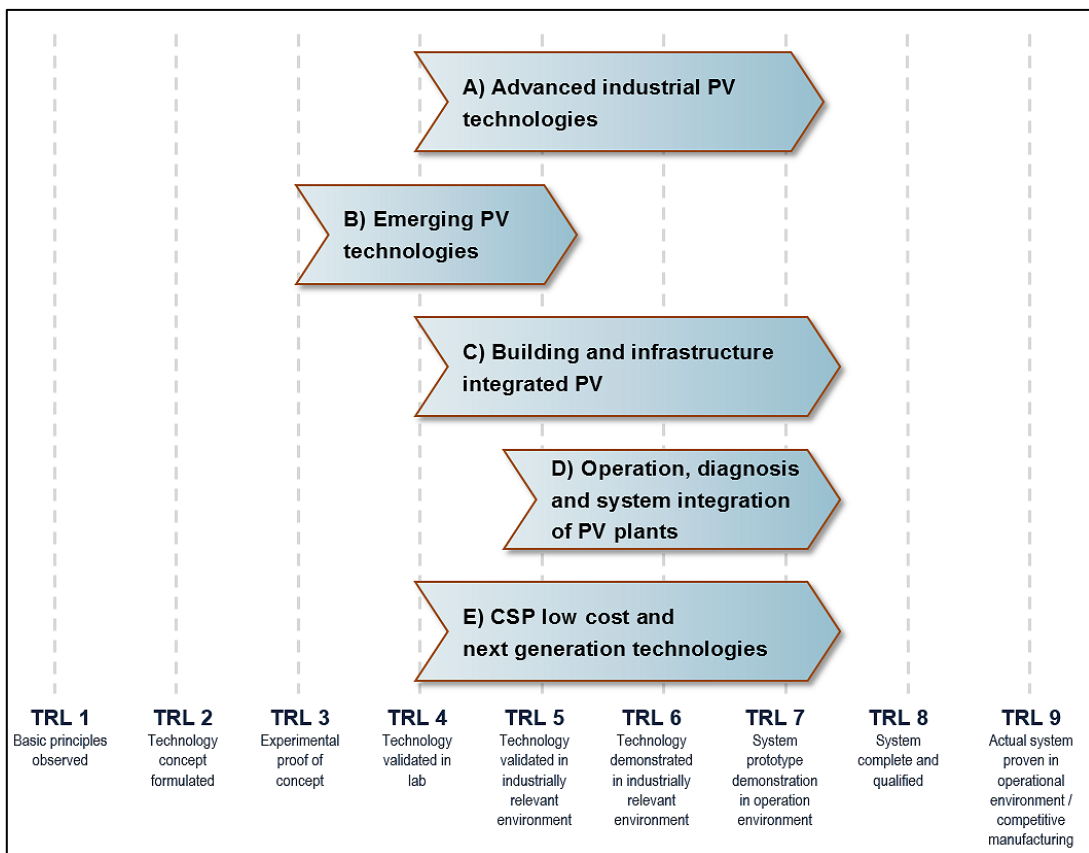 A) Advanced industrial PV
technologies
B) Emerging PV
technologies
C) Building and infrastructure
integrated PV
D) Operation, diagnosis
and system integration
of PV plants
E) CSP low cost and
next generation technologies
TRL 1
Basic principles
observed
TRL 2
Technology
concept
formulated
TRL 3
Experimental
proof of
concept
TRL 4
Technology
validated in
lab
TRL 5
Technology
validated in
industrially
relevant
environment
TRL 6
Technology
demonstrated
in industrially
relevant
environment
TRL 7
System
prototype
demonstration
in operation
environment
TRL 8
System
complete and
qualified
TRL 9
Actual system
proven in
operational
environment /
competitive
manufacturing